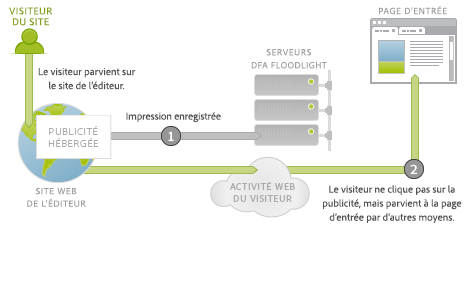 VISITEUR
DU SITE
Le visiteur parvient sur
le site de l'éditeur.
PUBLICITÉ
HÉBERGÉE
SITE WEB
DE L'ÉDITEUR
Impression enregistrée
1
SERVEURS
DFA FLOODLIGHT
ACTIVITÉ WEB
DU VISITEUR
PAGE D'ENTRÉE
2
Le visiteur ne clique pas sur la
publicité, mais parvient à la page
d'entrée par d'autres moyens.